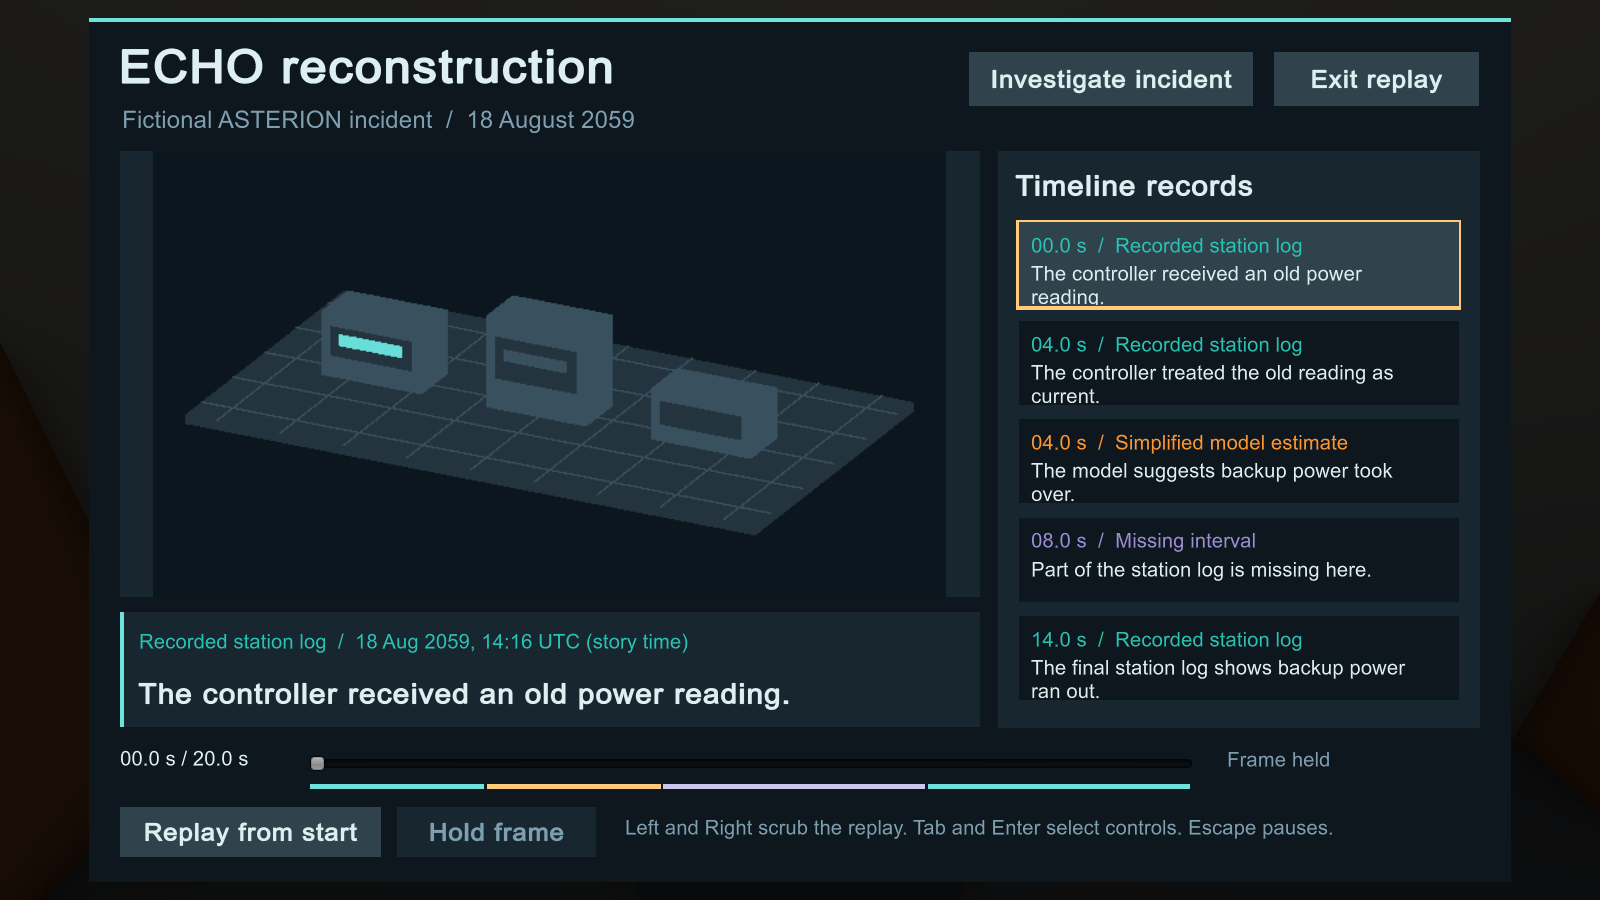 ECHO reconstruction
Fictional ASTERION incident / 18 August 2059
Investigate incident
Exit replay
Timeline records
00.0 s / Recorded station log
The controller received an old power
reading.
04.0 s / Recorded station log
The controller treated the old reading as
current.
04.0 s / Simplified model estimate
The model suggests backup power took
over.
08.0 s / Missing interval
Part of the station log is missing here.
14.0 s / Recorded station log
The final station log shows backup power
ran out.
Recorded station log / 18 Aug 2059, 14:16 UTC (story time)
The controller received an old power reading.
00.0 s / 20.0 s
Frame held
Replay from start
Hold frame
Left and Right scrub the replay. Tab and Enter select controls. Escape pauses.